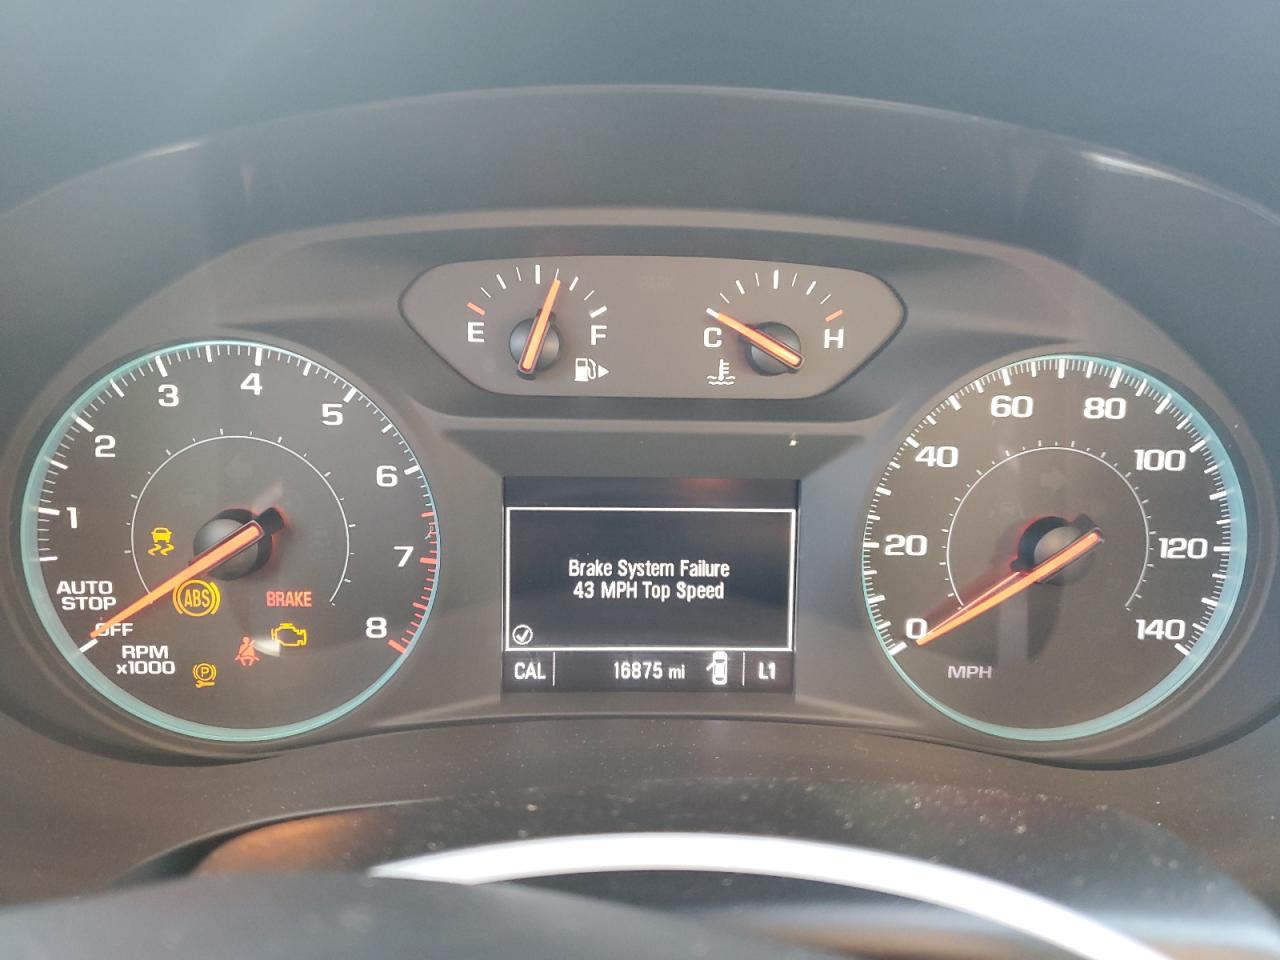 E
F
C
H
1
2
3
4
5
6
7
8
AUTO
STOP
OFF
RPM
x1000
ABS
BRAKE
P
Brake System Failure
43 MPH Top Speed
CAL
16875 mi
L1
0
20
40
60
80
100
120
140
MPH